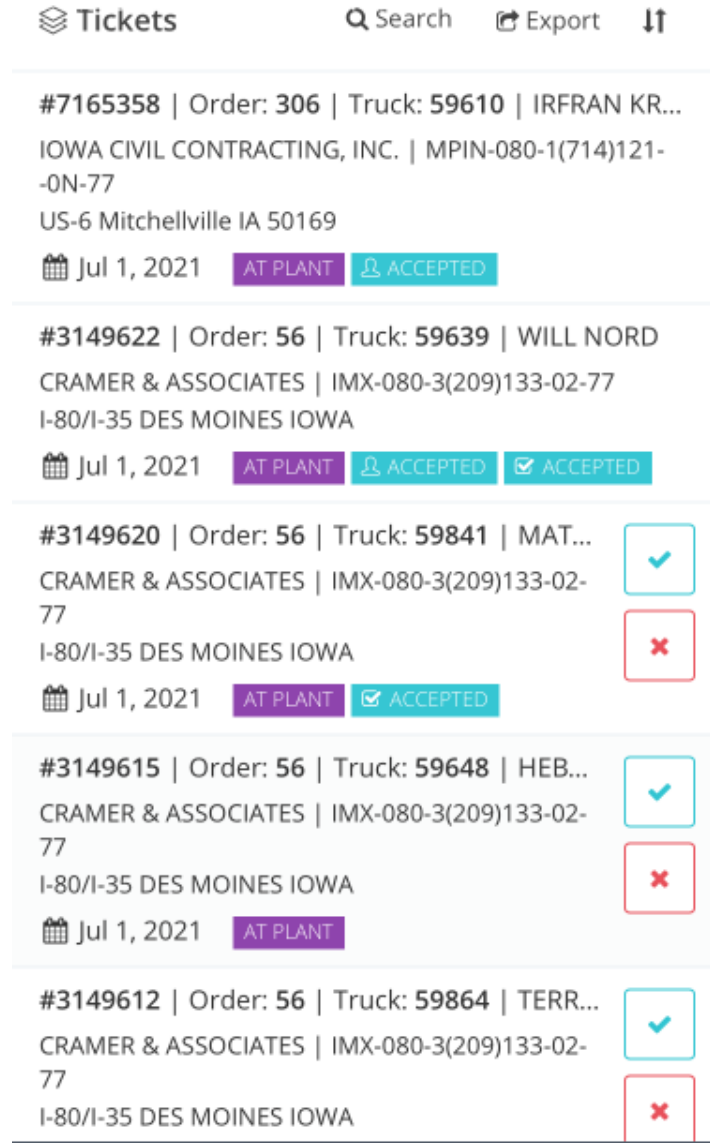 Tickets Search Export
#7165358 | Order: 306 | Truck: 59610 | IRFRAN KR...
IOWA CIVIL CONTRACTING, INC. | MPIN-080-1(714)121-
-0N-77
US-6 Mitchellville IA 50169
Jul 1, 2021 AT PLANT ACCEPTED
#3149622 | Order: 56 | Truck: 59639 | WILL NORD
CRAMER & ASSOCIATES | IMX-080-3(209)133-02-77
I-80/I-35 DES MOINES IOWA
Jul 1, 2021 AT PLANT ACCEPTED ACCEPTED
#3149620 | Order: 56 | Truck: 59841 | MAT...
CRAMER & ASSOCIATES | IMX-080-3(209)133-02-
77
I-80/I-35 DES MOINES IOWA
Jul 1, 2021 AT PLANT ACCEPTED
#3149615 | Order: 56 | Truck: 59648 | HEB...
CRAMER & ASSOCIATES | IMX-080-3(209)133-02-
77
I-80/I-35 DES MOINES IOWA
Jul 1, 2021 AT PLANT
#3149612 | Order: 56 | Truck: 59864 | TERR...
CRAMER & ASSOCIATES | IMX-080-3(209)133-02-
77
I-80/I-35 DES MOINES IOWA